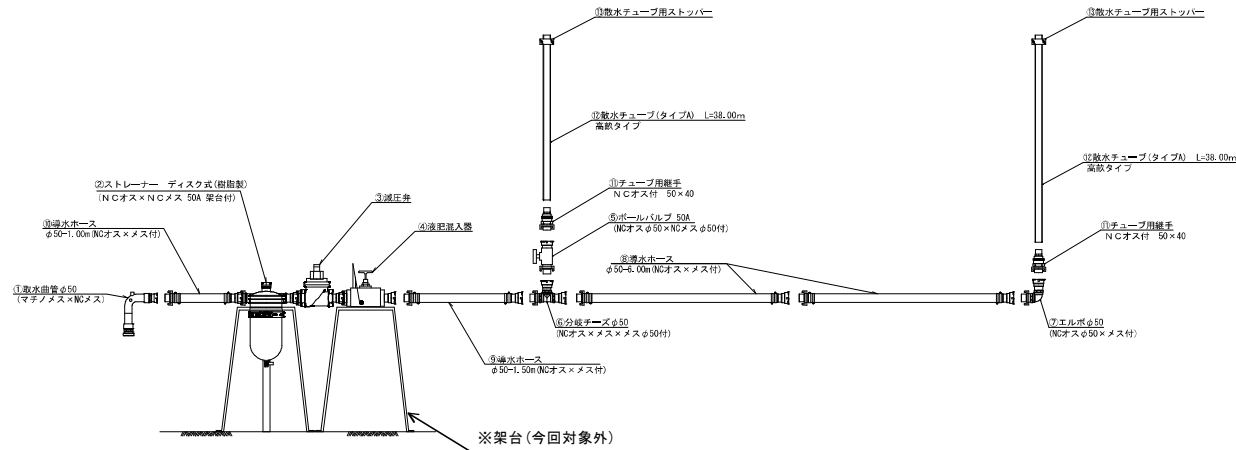 ⑬散水チューブ用ストッパー
⑬散水チューブ用ストッパー
⑫散水チューブ(タイプA) L=38.00m
高畝タイプ
⑫散水チューブ(タイプA) L=38.00m
高畝タイプ
②ストレーナー ディスク式(樹脂製)
(NCオス×NCメス 50A 架台付)
③減圧弁
④液肥混入器
⑪チューブ用継手
NCオス付 50×40
⑤ボールバルブ 50A
(NCオスφ50×NCメスφ50付)
⑪チューブ用継手
NCオス付 50×40
⑩導水ホース
φ50-1.00m(NCオス×メス付)
⑧導水ホース
φ50-6.00m(NCオス×メス付)
①取水曲管φ50
(マチノメス×NCメス)
⑥分岐チーズφ50
(NCオス×メス×メスφ50付)
⑦エルボφ50
(NCオスφ50×メス付)
⑨導水ホース
φ50-1.50m(NCオス×メス付)
※架台(今回対象外)